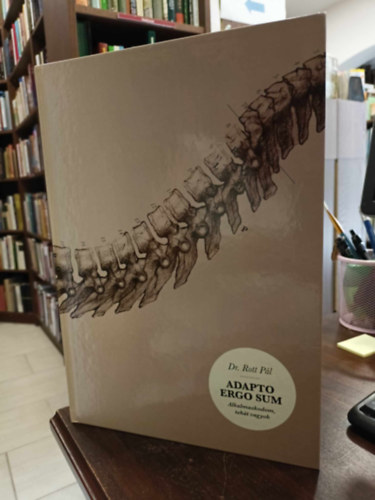 Dr. Rott Pál
ADAPTO
ERGO SUM
Alkalmazkodom,
tehát vagyok